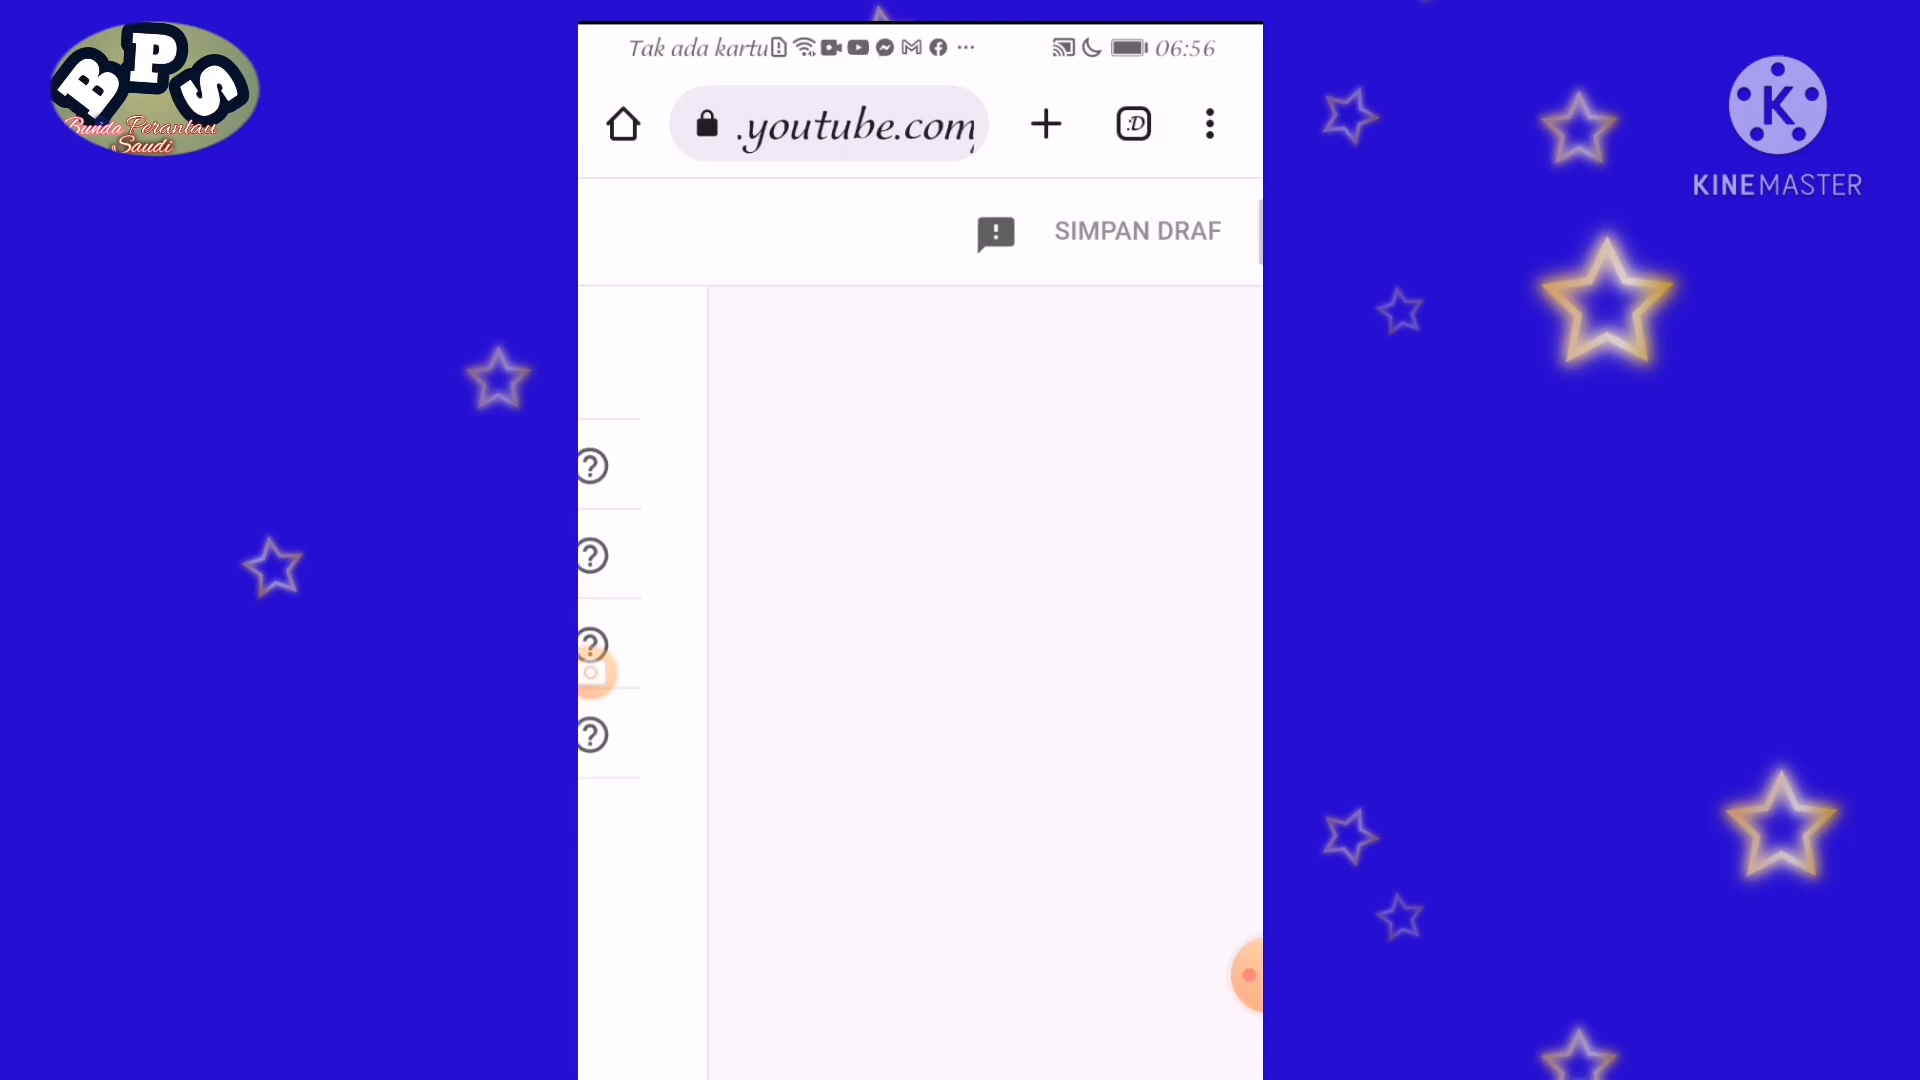 BPS
Bunda Perantau
Saudi
Tak ada kartu
06:56
.youtube.com
:D
SIMPAN DRAF
K
KINEMASTER